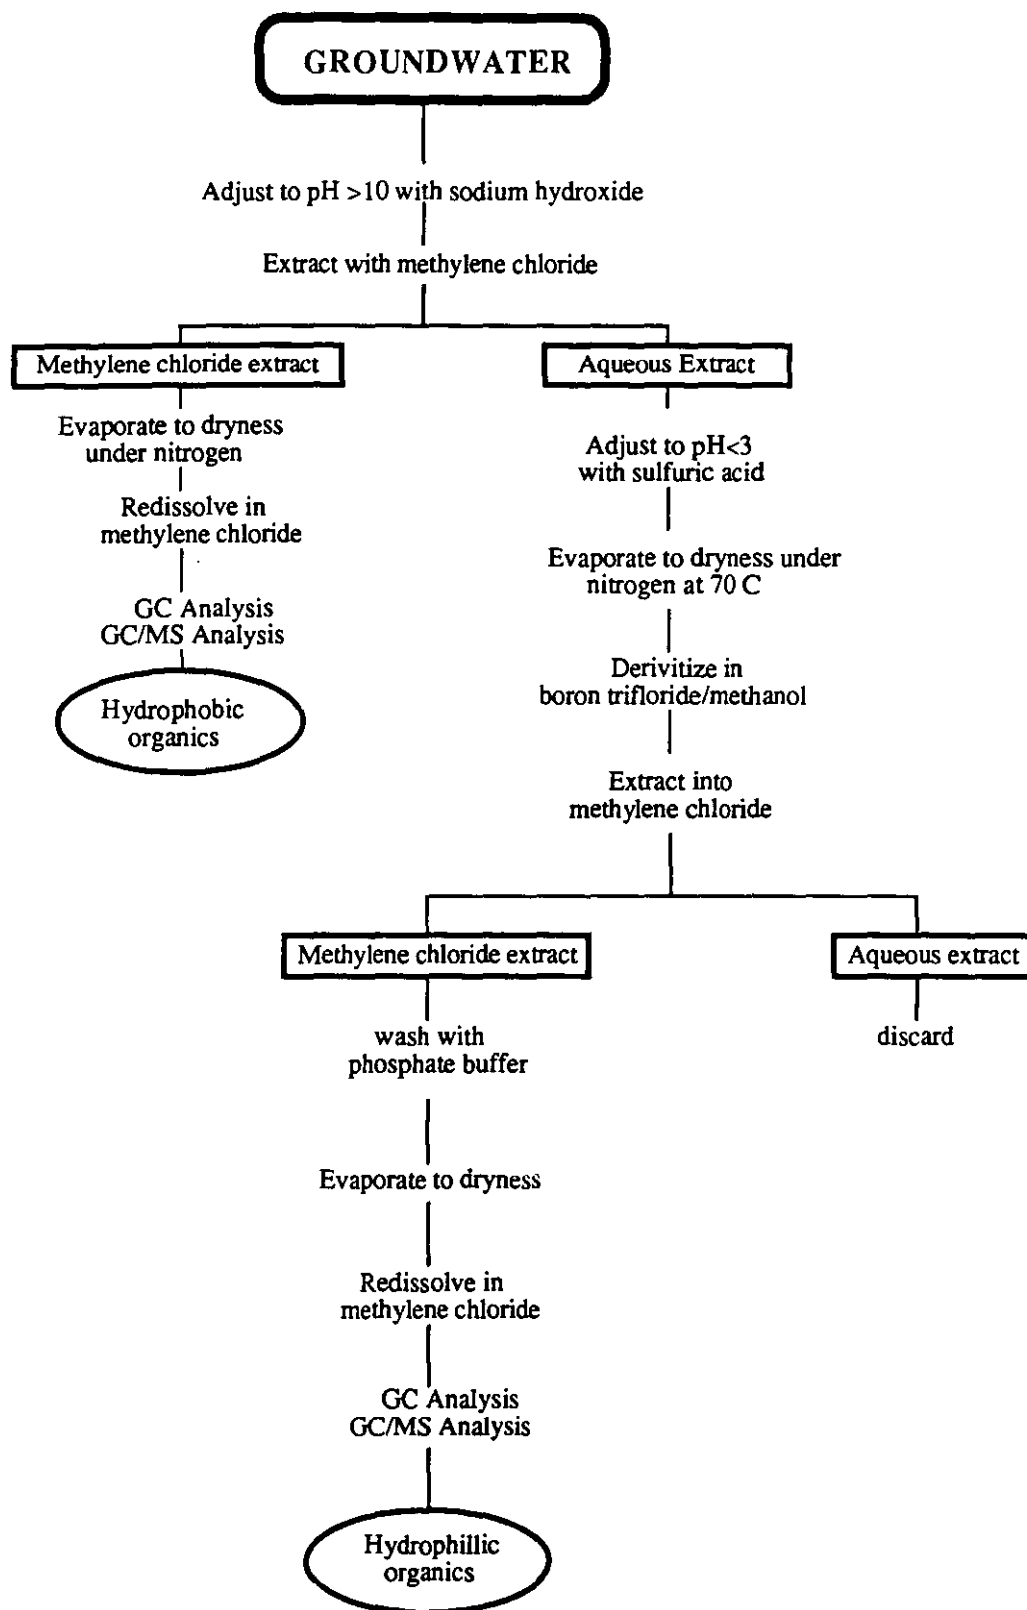 GROUNDWATER
Adjust to pH >10 with sodium hydroxide
Extract with methylene chloride
Methylene chloride extract
Aqueous Extract
Evaporate to dryness
under nitrogen
Redissolve in
methylene chloride
GC Analysis
GC/MS Analysis
Hydrophobic
organics
Adjust to pH<3
with sulfuric acid
Evaporate to dryness under
nitrogen at 70 C
Derivitize in
boron trifloride/methanol
Extract into
methylene chloride
Methylene chloride extract
Aqueous extract
wash with
phosphate buffer
discard
Evaporate to dryness
Redissolve in
methylene chloride
GC Analysis
GC/MS Analysis
Hydrophillic
organics